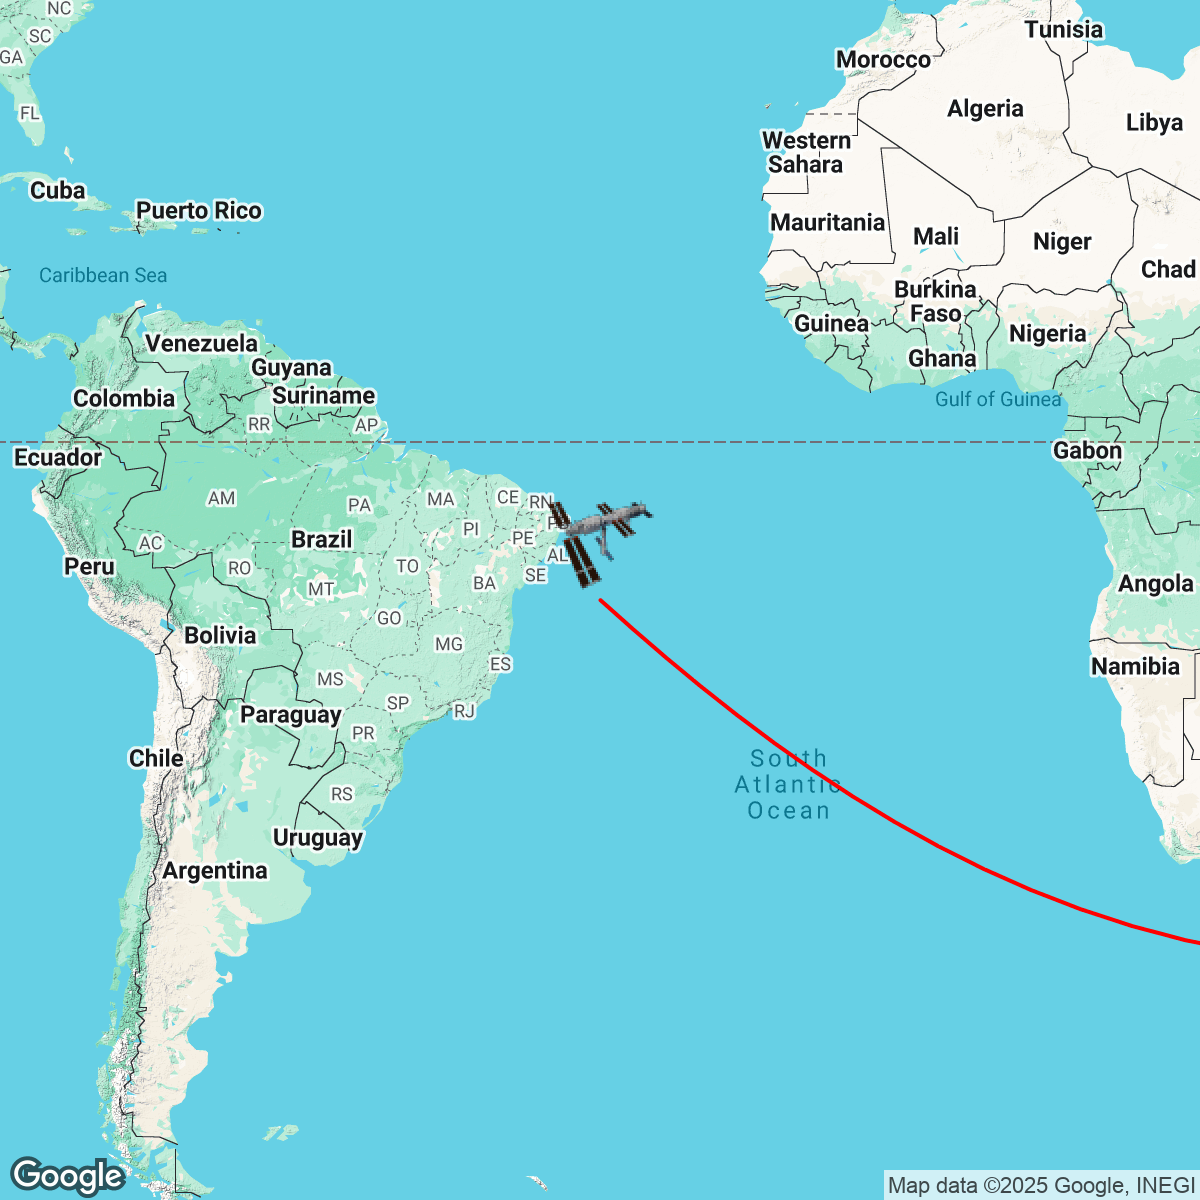 NC
SC
GA
FL
Tunisia
Morocco
Algeria
Libya
Western
Sahara
Cuba
Puerto Rico
Mauritania
Mali
Niger
Chad
Caribbean Sea
Burkina
Faso
Guinea
Nigeria
Venezuela
Ghana
Guyana
Suriname
Colombia
Gulf of Guinea
RR
AP
Ecuador
Gabon
AM
PA
MA
CE
RN
PI
PE
Brazil
AC
AL
Peru
RO
TO
SE
MT
BA
Angola
GO
Bolivia
MG
ES
Namibia
MS
SP
RJ
Paraguay
PR
Chile
South
Atlantic
Ocean
RS
Uruguay
Argentina
Google
Map data ©2025 Google, INEGI